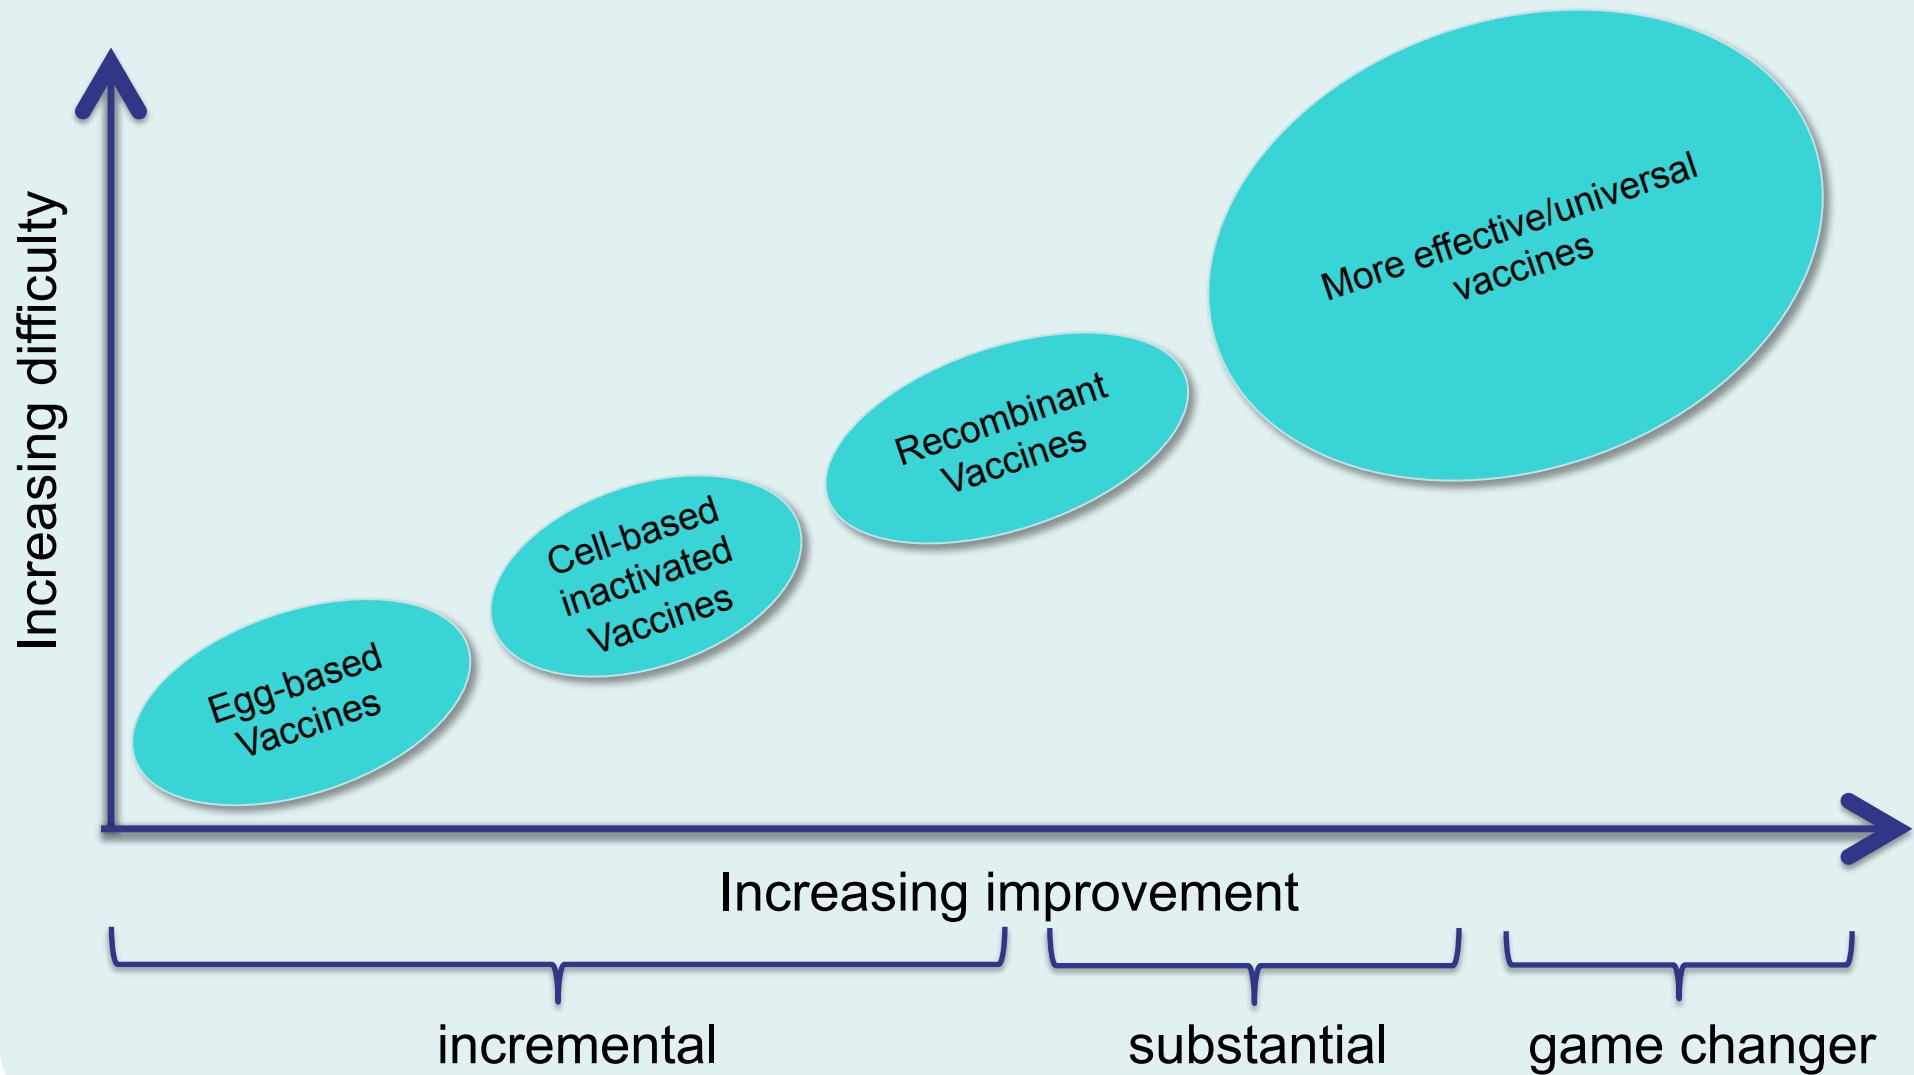 Increasing difficulty
More effective/universal
vaccines
Recombinant
Vaccines
Cell-based
inactivated
Vaccines
Egg-based
Vaccines
Increasing improvement
incremental
substantial
game changer